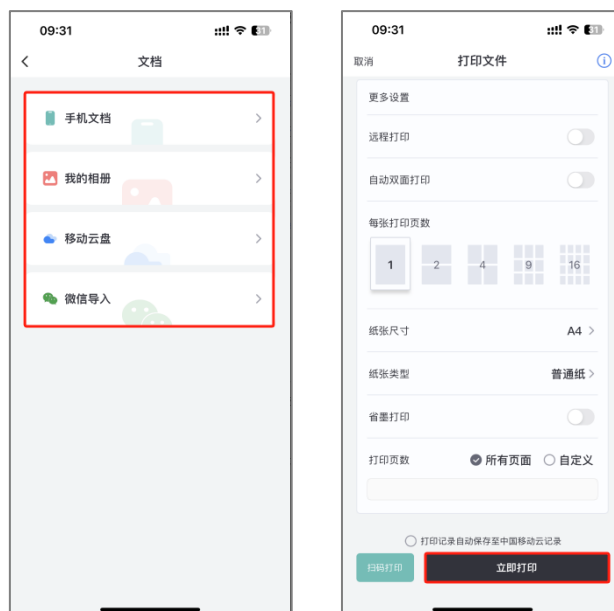 09:31
31
文档
手机文档
我的相册
移动云盘
微信导入
09:31
31
取消
打印文件
更多设置
远程打印
自动双面打印
每张打印页数
1 2 4 9 16
纸张尺寸 A4
纸张类型 普通纸
省墨打印
打印页数 所有页面 自定义
打印记录自动保存至中国移动云记录
扫码打印 立即打印